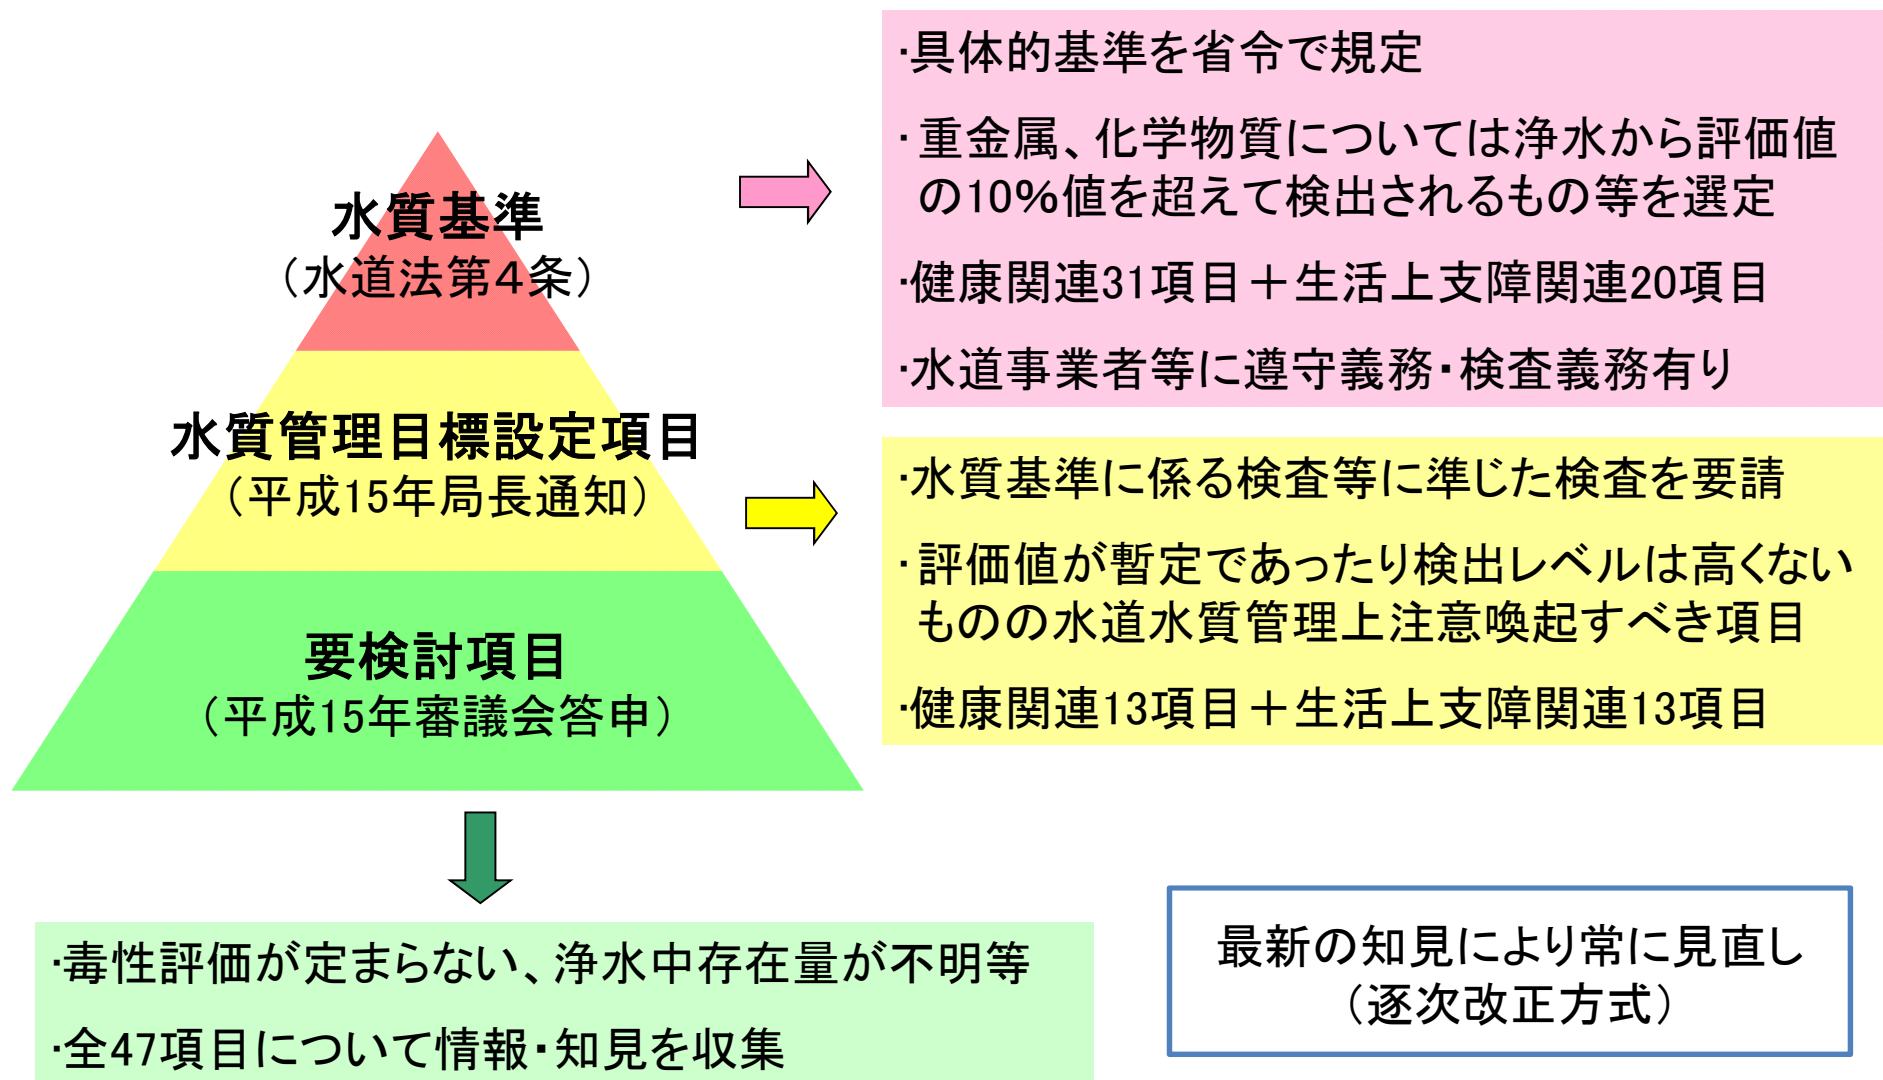 水質基準
（水道法第４条）
・具体的基準を省令で規定
・重金属、化学物質については浄水から評価値
の10%値を超えて検出されるもの等を選定
・健康関連31項目＋生活上支障関連20項目
・水道事業者等に遵守義務・検査義務有り
水質管理目標設定項目
（平成15年局長通知）
・水質基準に係る検査等に準じた検査を要請
・評価値が暫定であったり検出レベルは高くない
ものの水道水質管理上注意喚起すべき項目
・健康関連13項目＋生活上支障関連13項目
要検討項目
（平成15年審議会答申）
・毒性評価が定まらない、浄水中存在量が不明等
・全47項目について情報・知見を収集
最新の知見により常に見直し
（逐次改正方式）